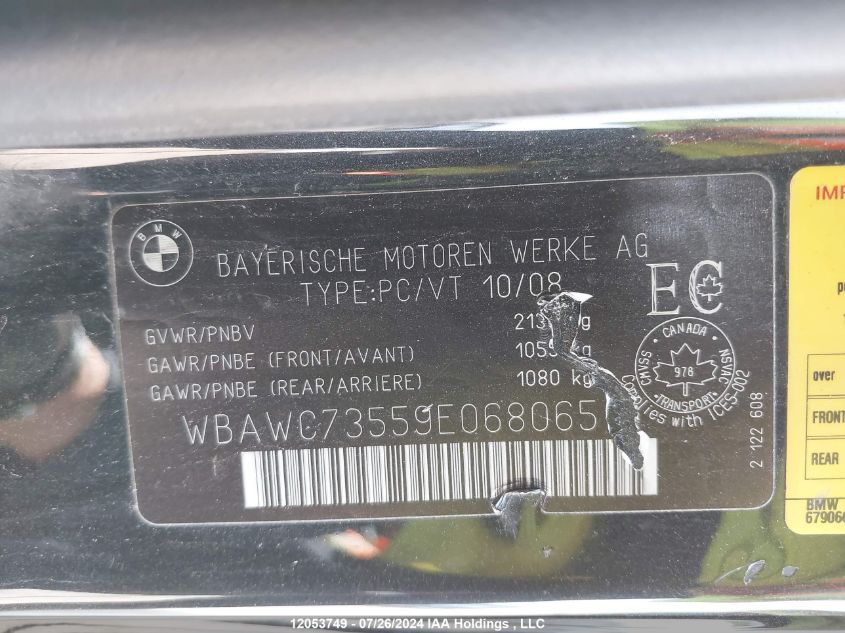 BMW
BAYERISCHE MOTOREN WERKE AG
TYPE:PC/VT 10/08
GVWR/PNBV
GAWR/PNBE (FRONT/AVANT)
GAWR/PNBE (REAR/ARRIERE) 1080 kg
WBAWC73559E068065
EC
CANADA
CMVSS 978 NSVAC
TRANSPORT
Complies with ICES-002
2 122 608
over
FRONT
REAR
BMW
12053749 - 07/26/2024 IAA Holdings , LLC